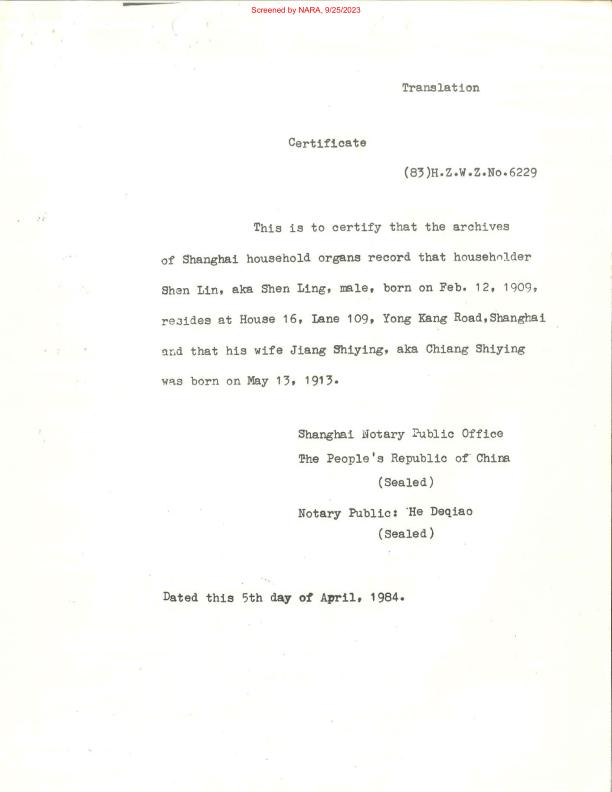 Screened by NARA, 9/25/2023
Translation
Certificate
(83)H.Z.W.Z.No.6229
This is to certify that the archives
of Shanghai household organs record that householder
Shen Lin, aka Shen Ling, male, born on Feb. 12, 1909,
resides at House 16, Lane 109, Yong Kang Road,Shanghai
and that his wife Jiang Shiying, aka Chiang Shiying
was born on May 13, 1913.
Shanghai Notary Public Office
The People's Republic of China
(Sealed)
Notary Public: He Deqiao
(Sealed)
Dated this 5th day of April, 1984.